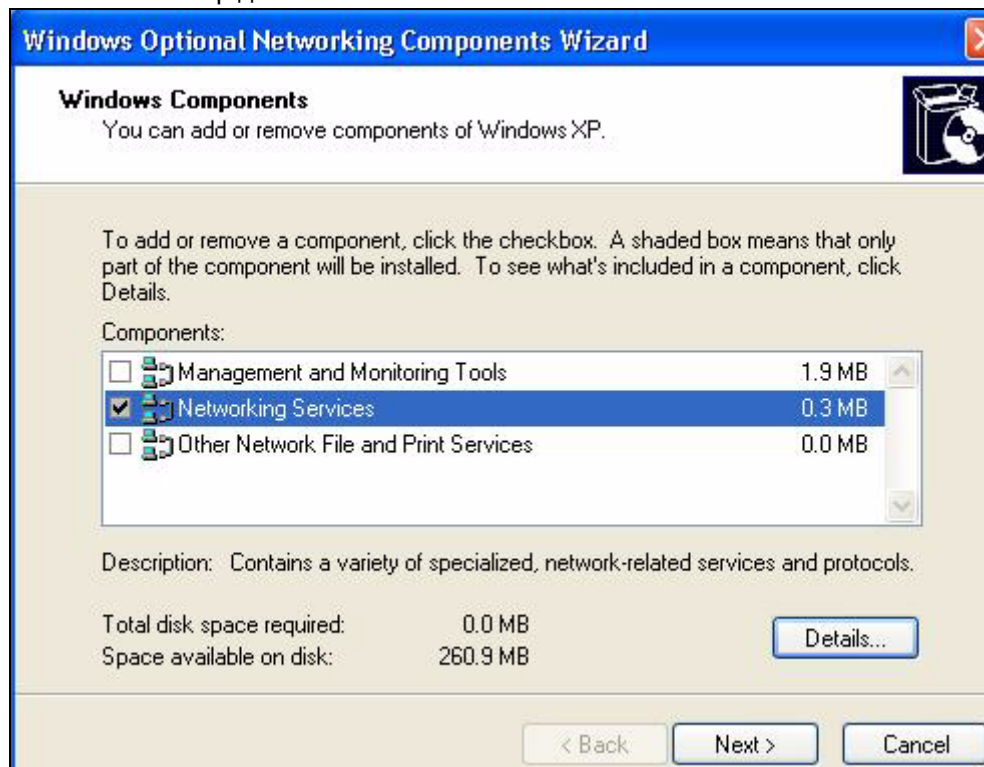 Windows Optional Networking Components Wizard
Windows Components
You can add or remove components of Windows XP.
To add or remove a component, click the checkbox. A shaded box means that only
part of the component will be installed. To see what's included in a component, click
Details.
Components:
Management and Monitoring Tools 1.9 MB
Networking Services 0.3 MB
Other Network File and Print Services 0.0 MB
Description: Contains a variety of specialized, network-related services and protocols.
Total disk space required: 0.0 MB
Space available on disk: 260.9 MB
Details...
< Back Next > Cancel